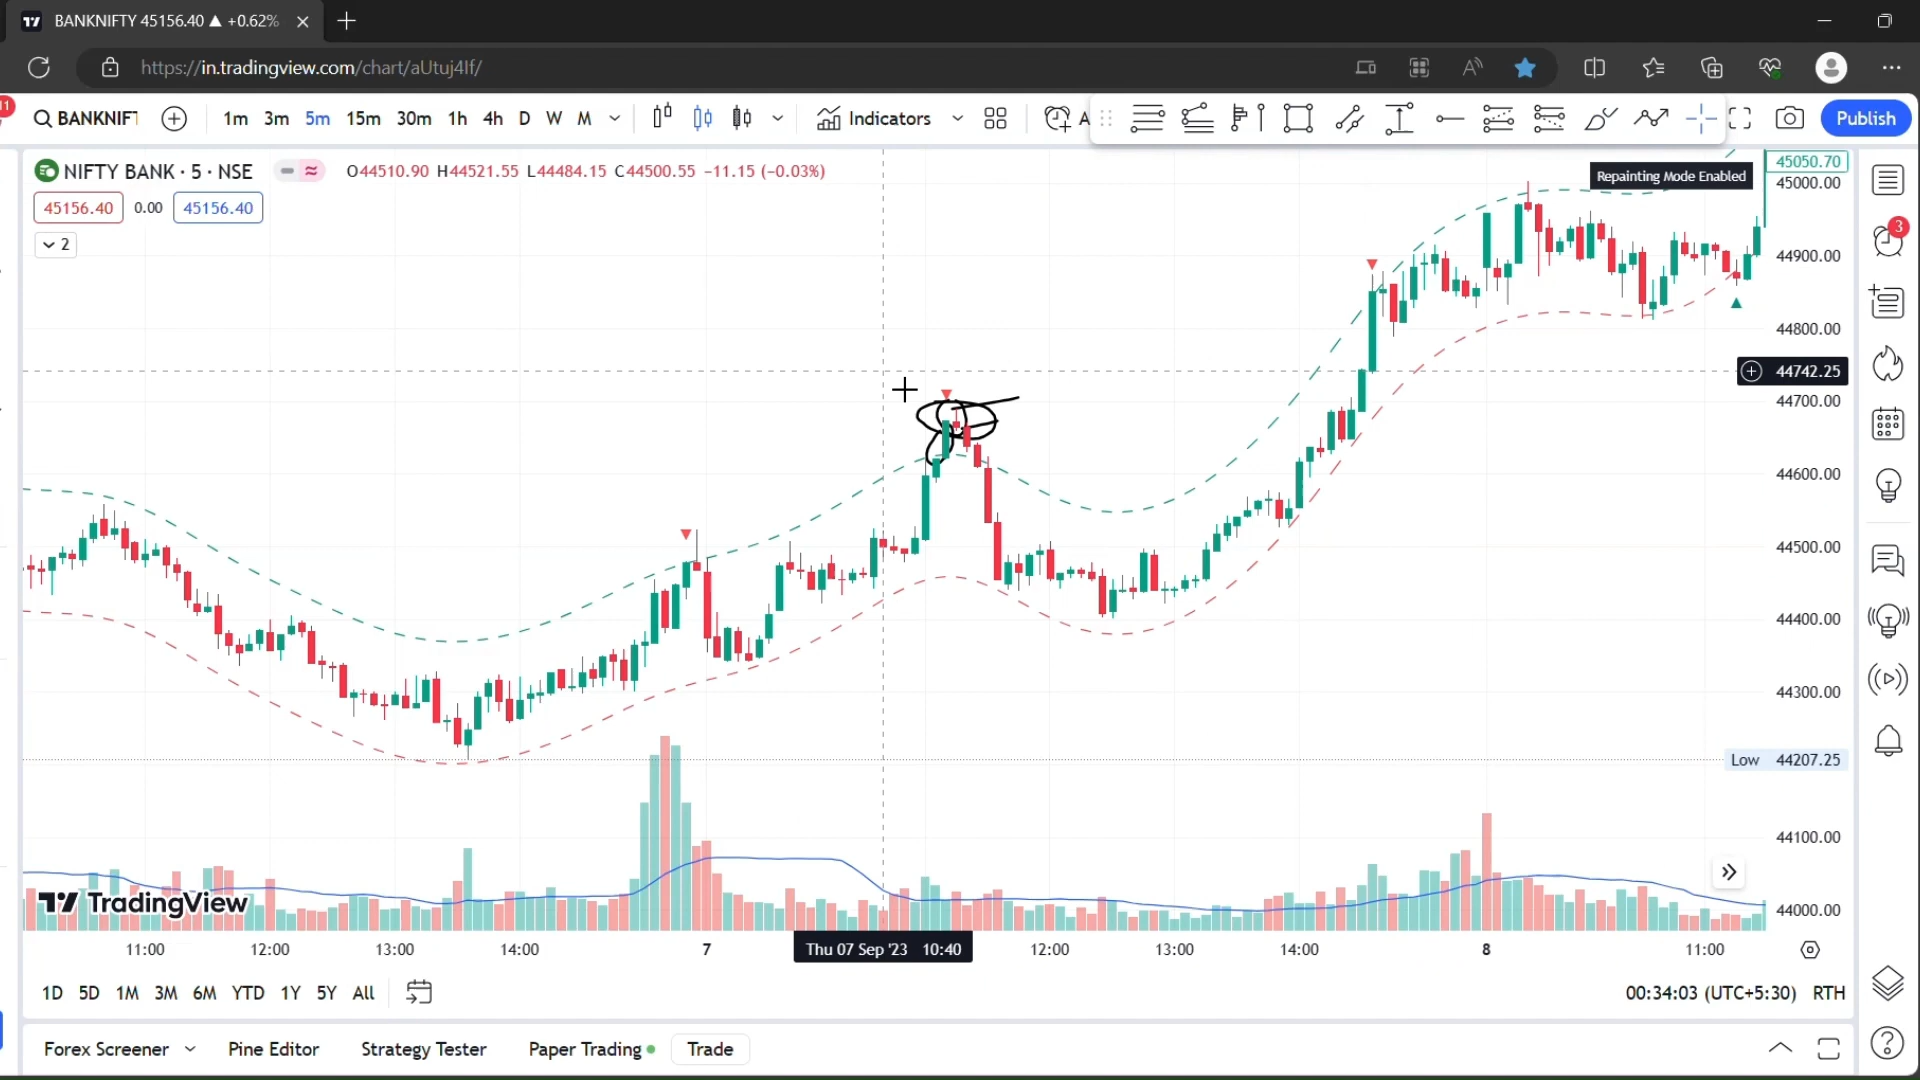 BANKNIFTY 45156.40 ▲ +0.62%
https://in.tradingview.com/chart/aUtuj4If/
11
BANKNIFT
1m 3m 5m 15m 30m 1h 4h D W M
Indicators
A
Publish
NIFTY BANK · 5 · NSE
O44510.90 H44521.55 L44484.15 C44500.55 −11.15 (−0.03%)
45156.40 0.00 45156.40
2
Repainting Mode Enabled
45050.70
45000.00
3
44900.00
44800.00
44742.25
44700.00
44600.00
44500.00
44400.00
44300.00
Low 44207.25
44100.00
44000.00
TradingView
11:00 12:00 13:00 14:00 7 Thu 07 Sep '23 10:40 12:00 13:00 14:00 8 11:00
1D 5D 1M 3M 6M YTD 1Y 5Y All
00:34:03 (UTC+5:30) RTH
Forex Screener Pine Editor Strategy Tester Paper Trading Trade